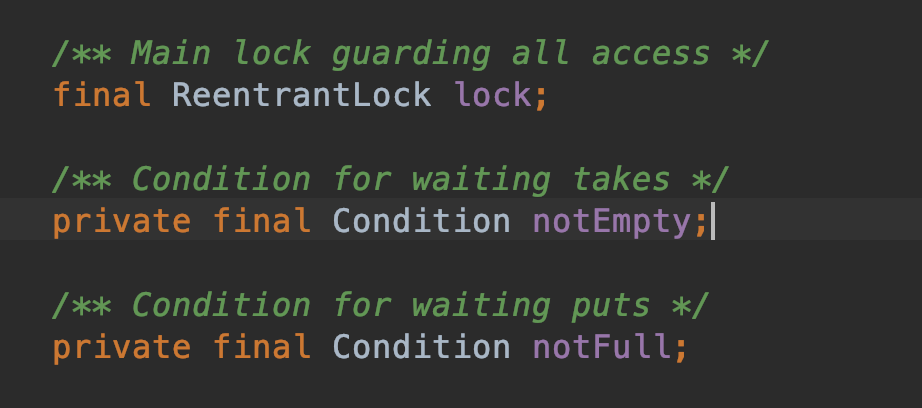 /** Main lock guarding all access */
final ReentrantLock lock;
/** Condition for waiting takes */
private final Condition notEmpty;
/** Condition for waiting puts */
private final Condition notFull;